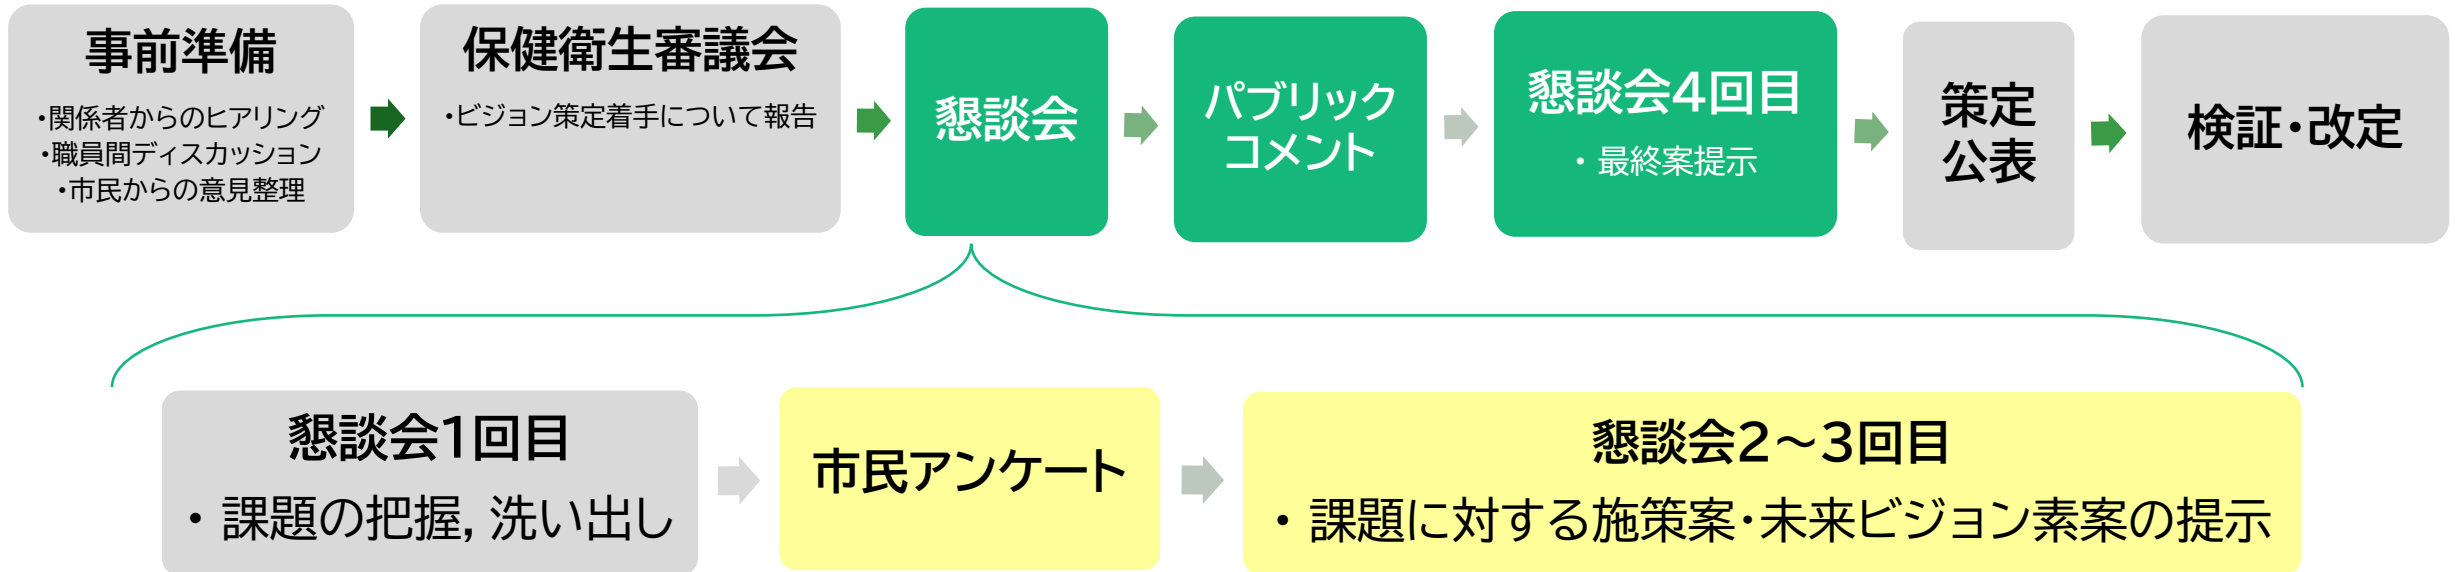 事前準備
・関係者からのヒアリング
・職員間ディスカッション
・市民からの意見整理
保健衛生審議会
・ビジョン策定着手について報告
懇談会
パブリック
コメント
懇談会4回目
・最終案提示
策定
公表
検証・改定
懇談会1回目
・課題の把握，洗い出し
市民アンケート
懇談会2～3回目
・課題に対する施策案・未来ビジョン素案の提示